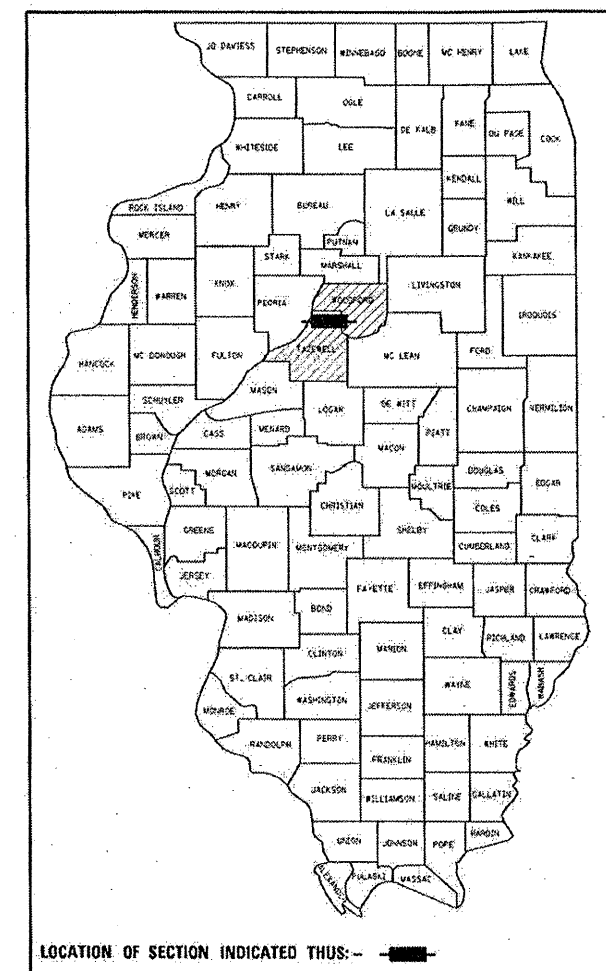 JO DAVIESS STEPHENSON WINNEBAGO BOONE MC HENRY LAKE
CARROLL OGLE DE KALB KANE DU PAGE COOK
WHITESIDE LEE KENDALL WILL
ROCK ISLAND HENRY BUREAU LA SALLE GRUNDY
MERCER PUTNAM KANKAKEE
STARK MARSHALL
HENDERSON WARREN KNOX PEORIA WOODFORD LIVINGSTON IROQUOIS
HANCOCK MC DONOUGH FULTON TAZEWELL MC LEAN FORD
SCHUYLER MASON LOGAN DE WITT CHAMPAIGN VERMILION
ADAMS BROWN CASS MENARD MACON PIATT
PIKE SCOTT MORGAN SANGAMON CHRISTIAN MOULTRIE DOUGLAS EDGAR
COLES
GREENE MACOUPIN MONTGOMERY SHELBY CUMBERLAND CLARK
CALHOUN JERSEY
FAYETTE EFFINGHAM JASPER CRAWFORD
MADISON BOND CLAY RICHLAND LAWRENCE
CLINTON MARION
ST. CLAIR WAYNE EDWARDS WABASH
MONROE WASHINGTON JEFFERSON
RANDOLPH PERRY HAMILTON WHITE
FRANKLIN
JACKSON WILLIAMSON SALINE GALLATIN
UNION JOHNSON POPE HARDIN
ALEXANDER PULASKI MASSAC
LOCATION OF SECTION INDICATED THUS:-